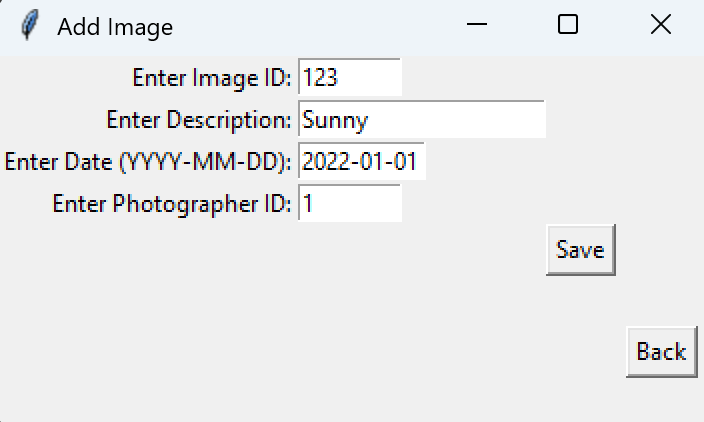 Add Image
Enter Image ID: 123
Enter Description: Sunny
Enter Date (YYYY-MM-DD): 2022-01-01
Enter Photographer ID: 1
Save
Back